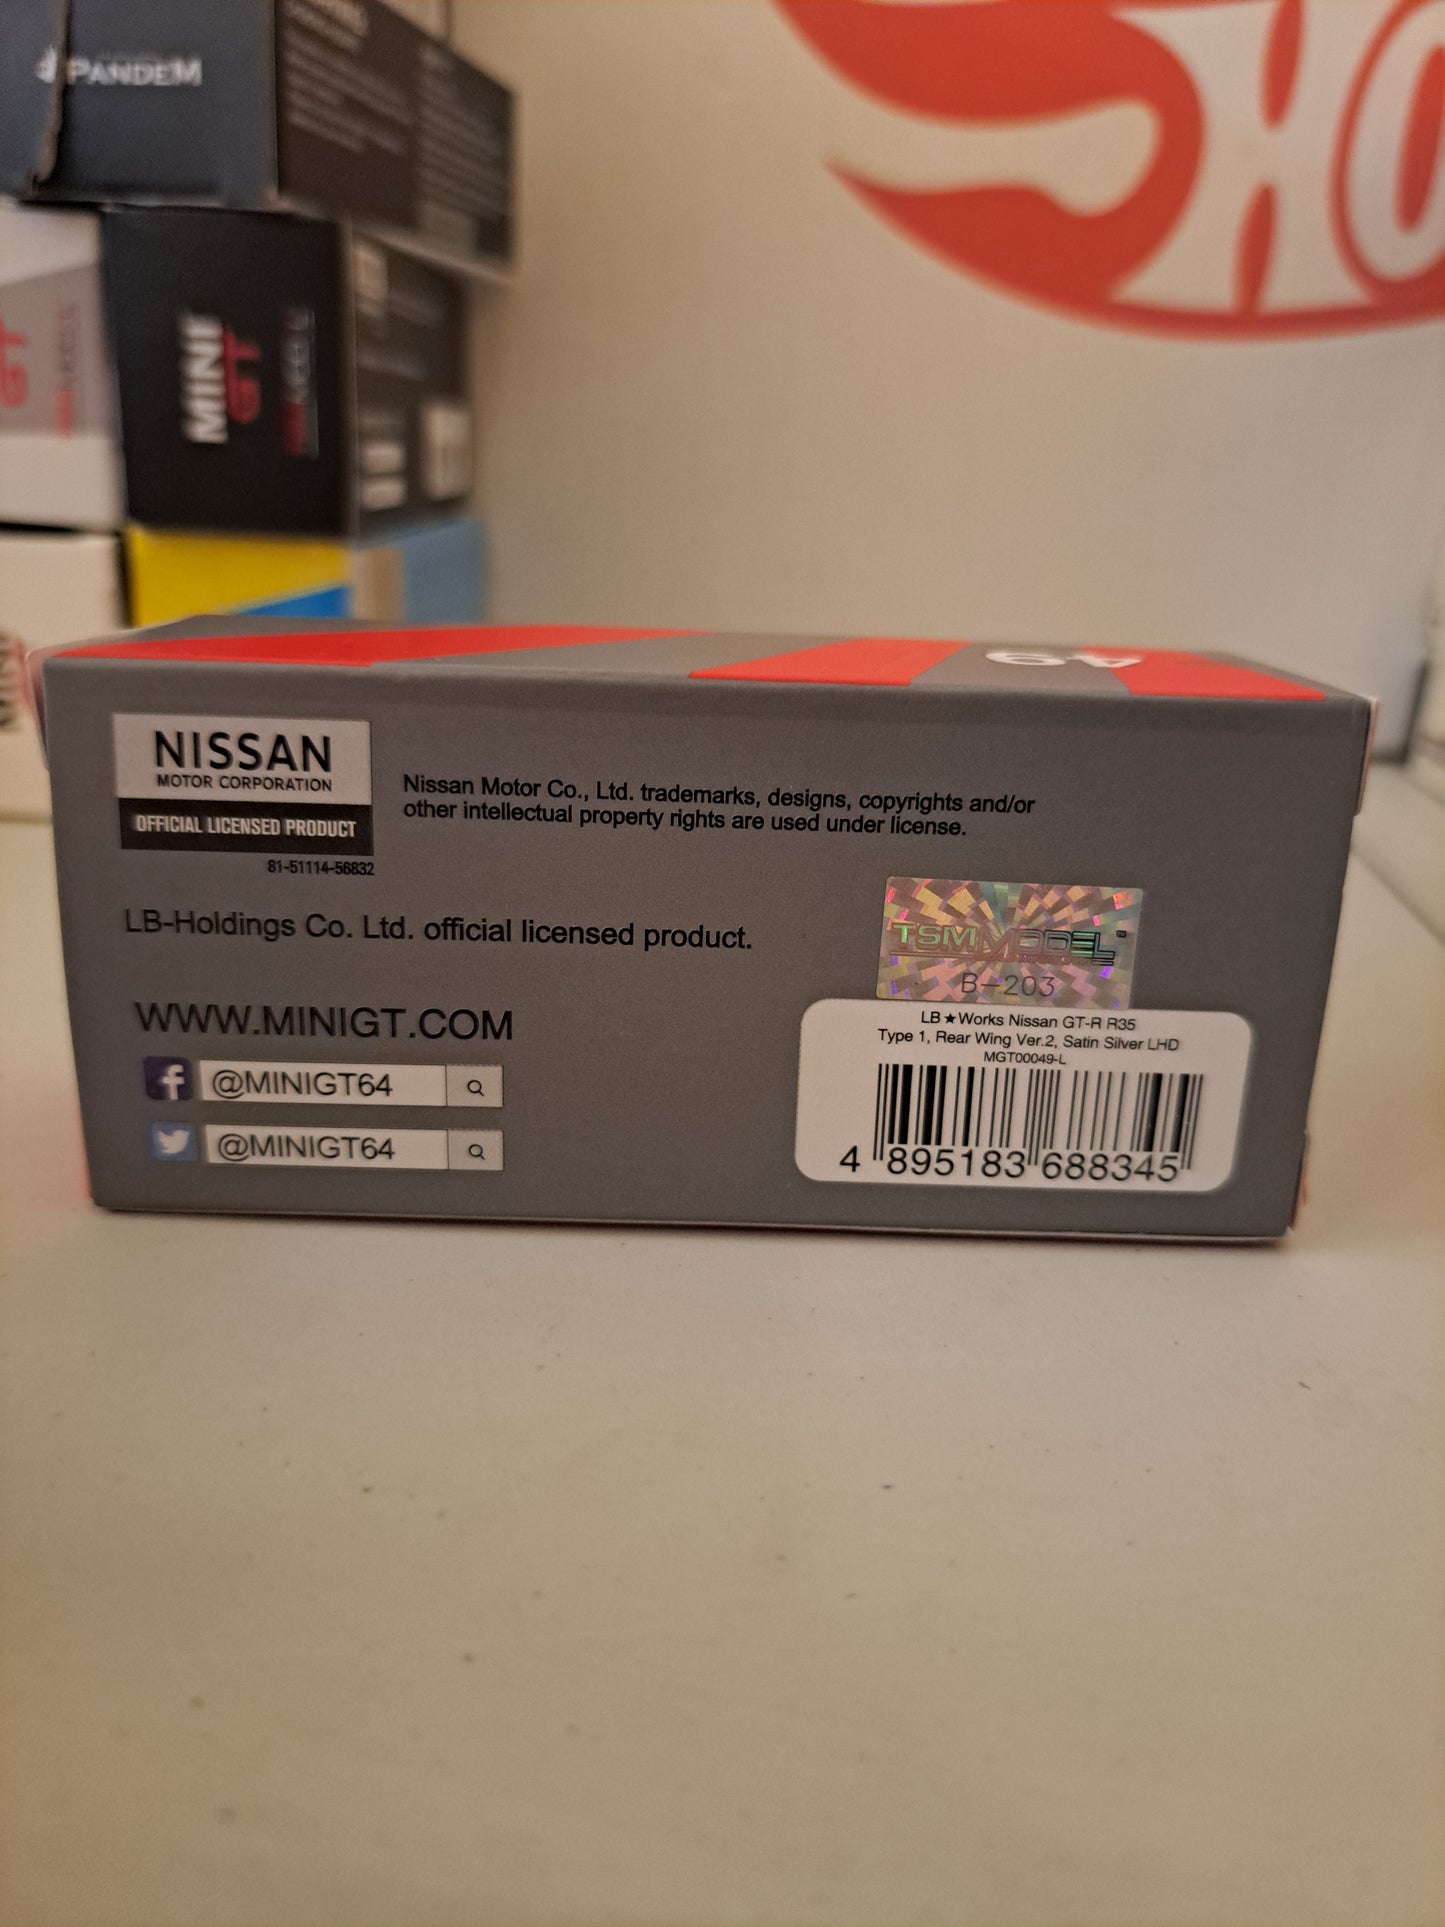 PANDEM
MINI
GT
HO
49
NISSAN
MOTOR CORPORATION
OFFICIAL LICENSED PRODUCT
81-51114-56832
Nissan Motor Co., Ltd. trademarks, designs, copyrights and/or
other intellectual property rights are used under license.
LB-Holdings Co. Ltd. official licensed product.
WWW.MINIGT.COM
@MINIGT64
@MINIGT64
TSM MODEL™
B-203
LB★Works Nissan GT-R R35
Type 1, Rear Wing Ver.2, Satin Silver LHD
MGT00049-L
4 895183 688345